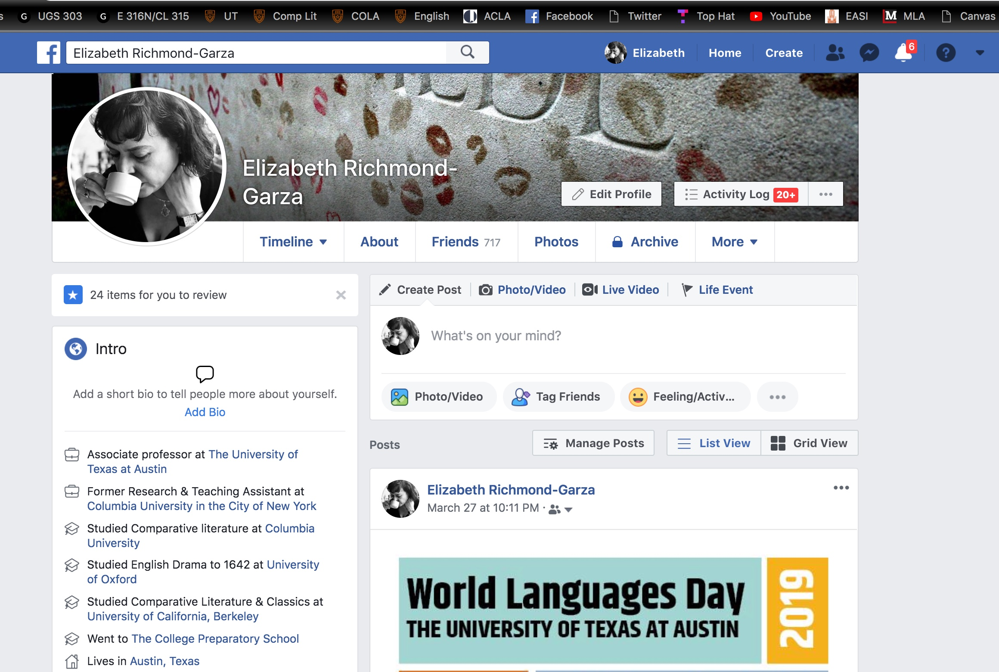 s UGS 303 E 316N/CL 315 UT Comp Lit COLA English ACLA Facebook Twitter Top Hat YouTube EASI MLA Canvas
Elizabeth Richmond-Garza
Elizabeth Home Create 6
Elizabeth Richmond-
Garza
Edit Profile Activity Log 20+
Timeline About Friends 717 Photos Archive More
24 items for you to review
Create Post Photo/Video Live Video Life Event
What's on your mind?
Photo/Video Tag Friends Feeling/Activ...
Intro
Add a short bio to tell people more about yourself.
Add Bio
Associate professor at The University of
Texas at Austin
Former Research & Teaching Assistant at
Columbia University in the City of New York
Studied Comparative literature at Columbia
University
Studied English Drama to 1642 at University
of Oxford
Studied Comparative Literature & Classics at
University of California, Berkeley
Went to The College Preparatory School
Lives in Austin, Texas
Posts Manage Posts List View Grid View
Elizabeth Richmond-Garza
March 27 at 10:11 PM ·
World Languages Day
THE UNIVERSITY OF TEXAS AT AUSTIN
2019